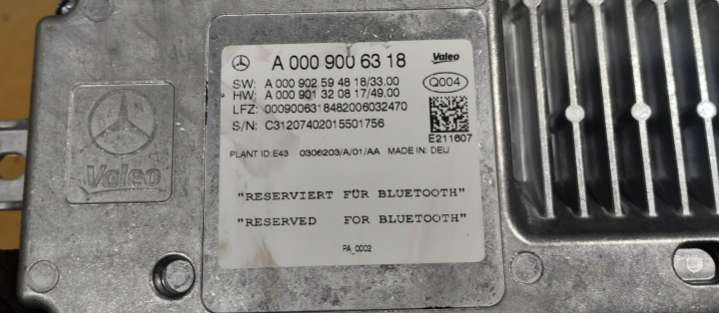 A 000 900 63 18 Valeo
SW: A 000 902 59 48 18/33.00 Q004
HW: A 000 901 32 08 17/49.00
LFZ: 0009006318482006032470
S/N: C31207402015501756
E211607
PLANT ID:E43 0306203/A/01/AA MADE IN: DEU
Valeo
"RESERVIERT FÜR BLUETOOTH"
"RESERVED FOR BLUETOOTH"
PA_0002